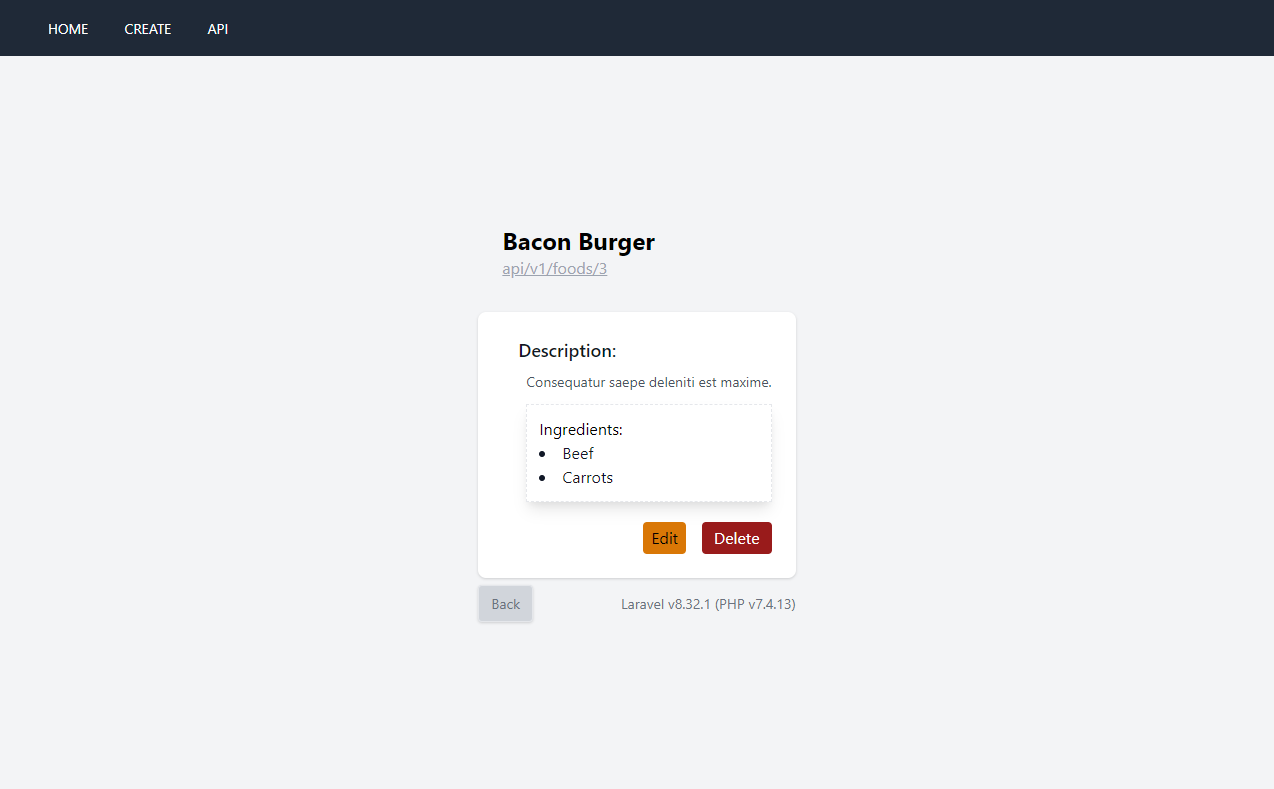 HOME CREATE API
Bacon Burger
api/v1/foods/3
Description:
Consequatur saepe deleniti est maxime.
Ingredients:
Beef
Carrots
Edit Delete
Back Laravel v8.32.1 (PHP v7.4.13)